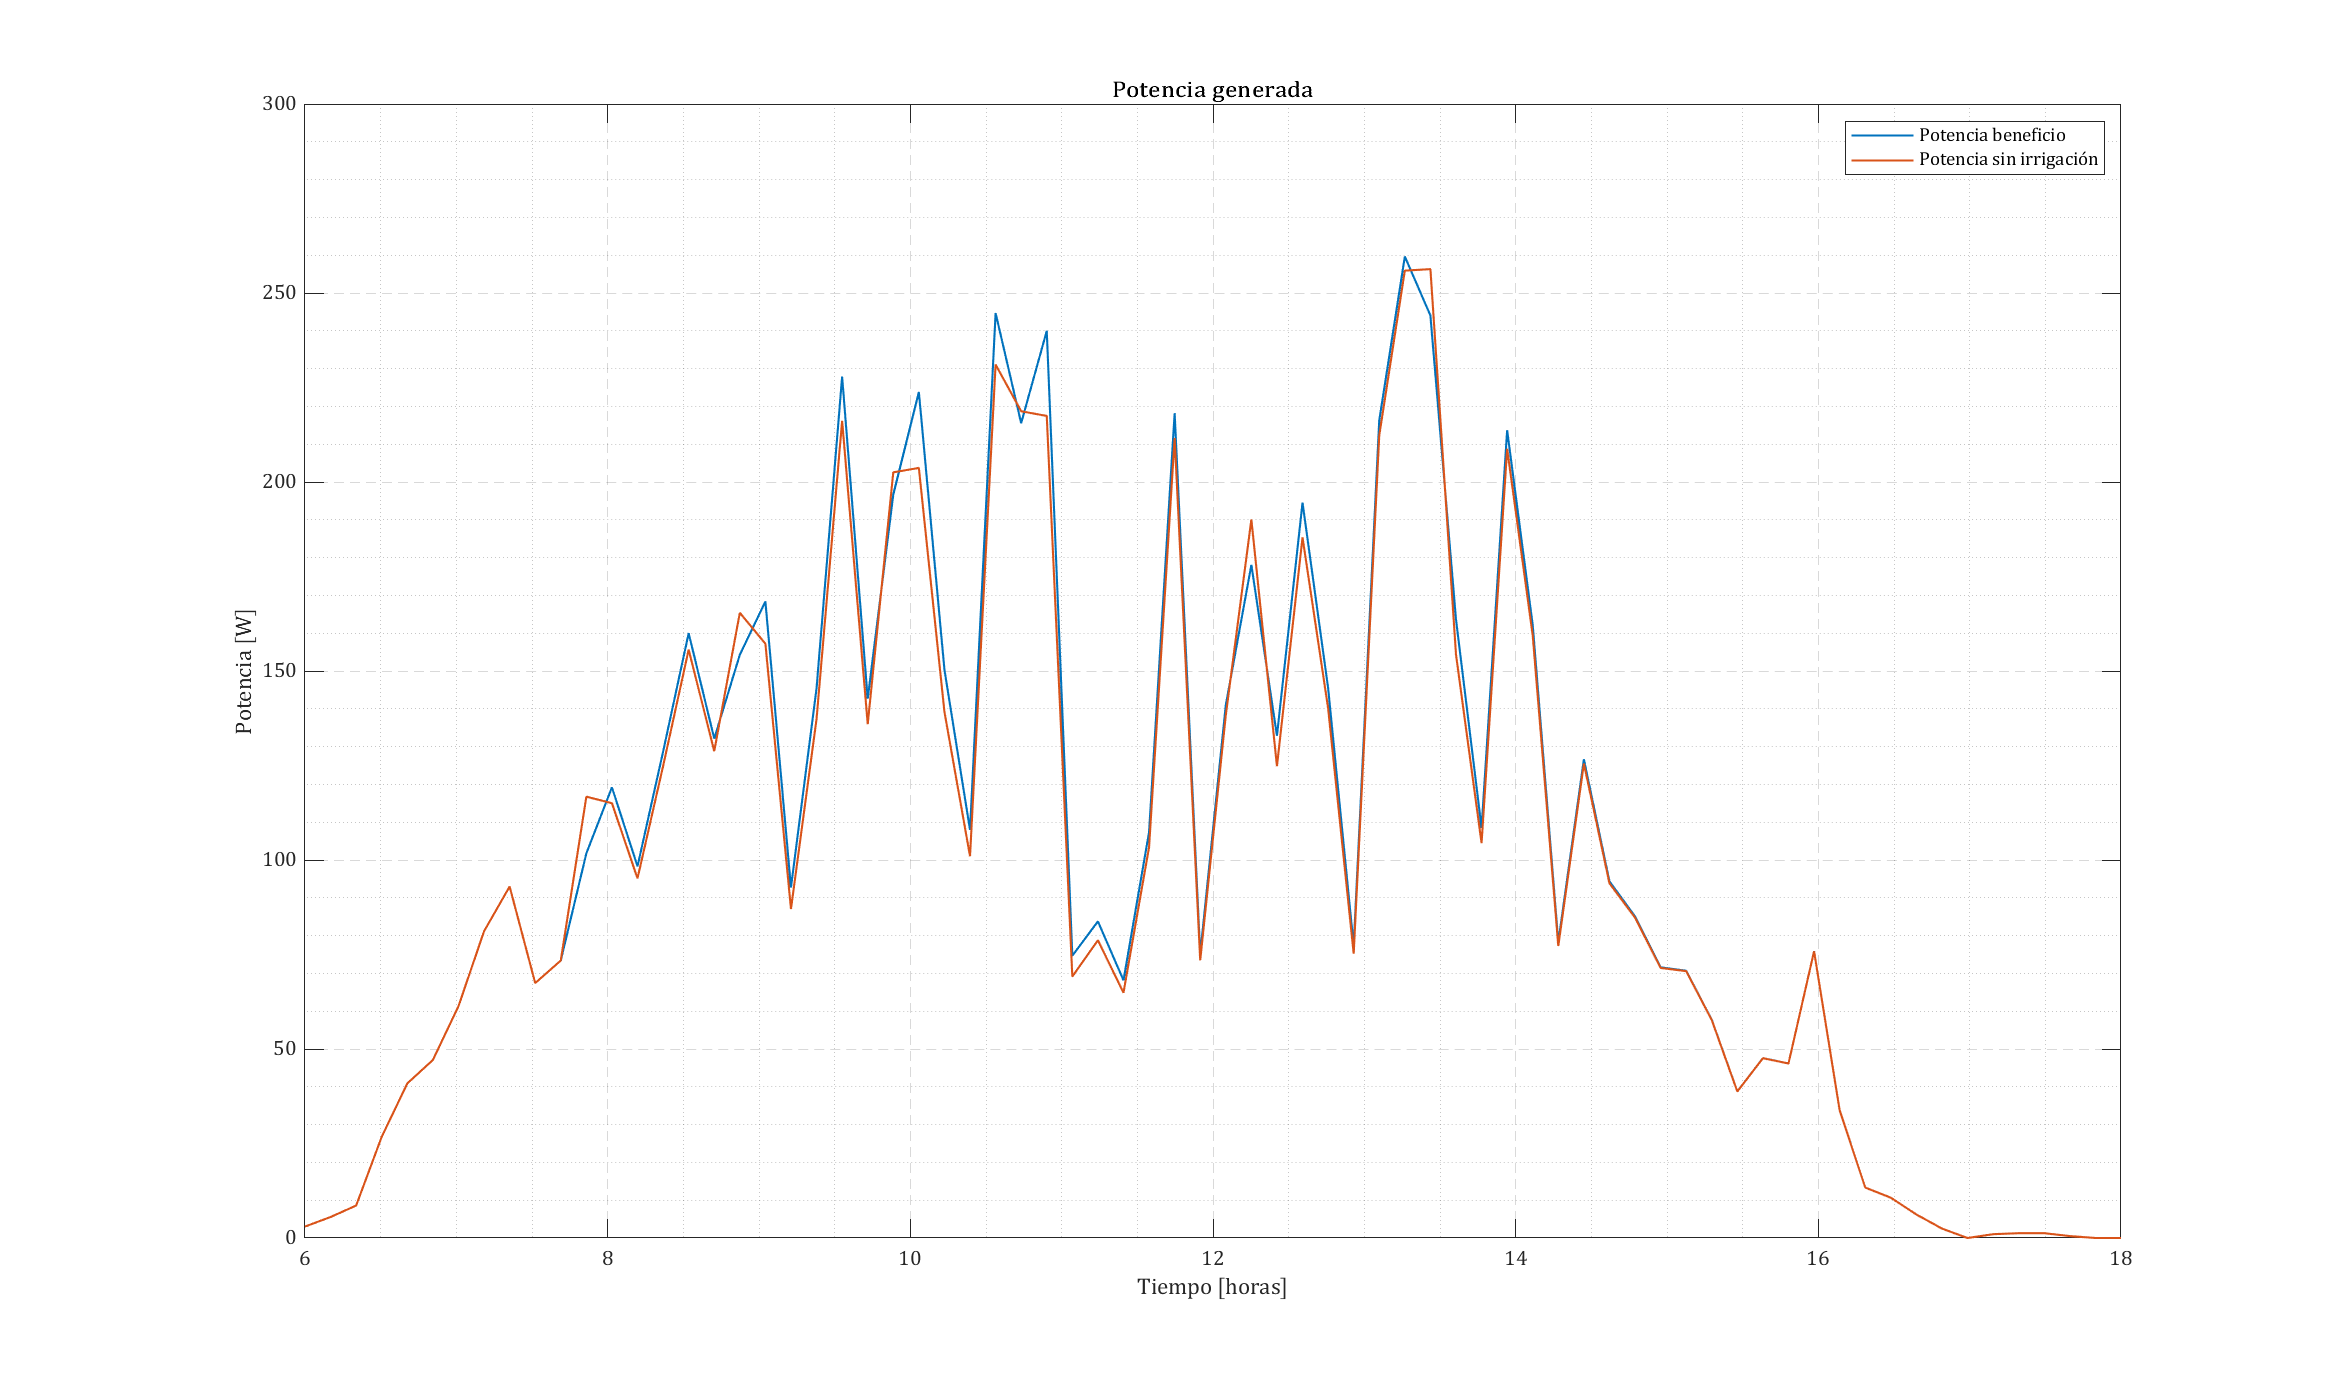 Potencia generada
300
250
200
150
100
50
0
Potencia [W]
Potencia beneficio
Potencia sin irrigación
6
8
10
12
14
16
18
Tiempo [horas]